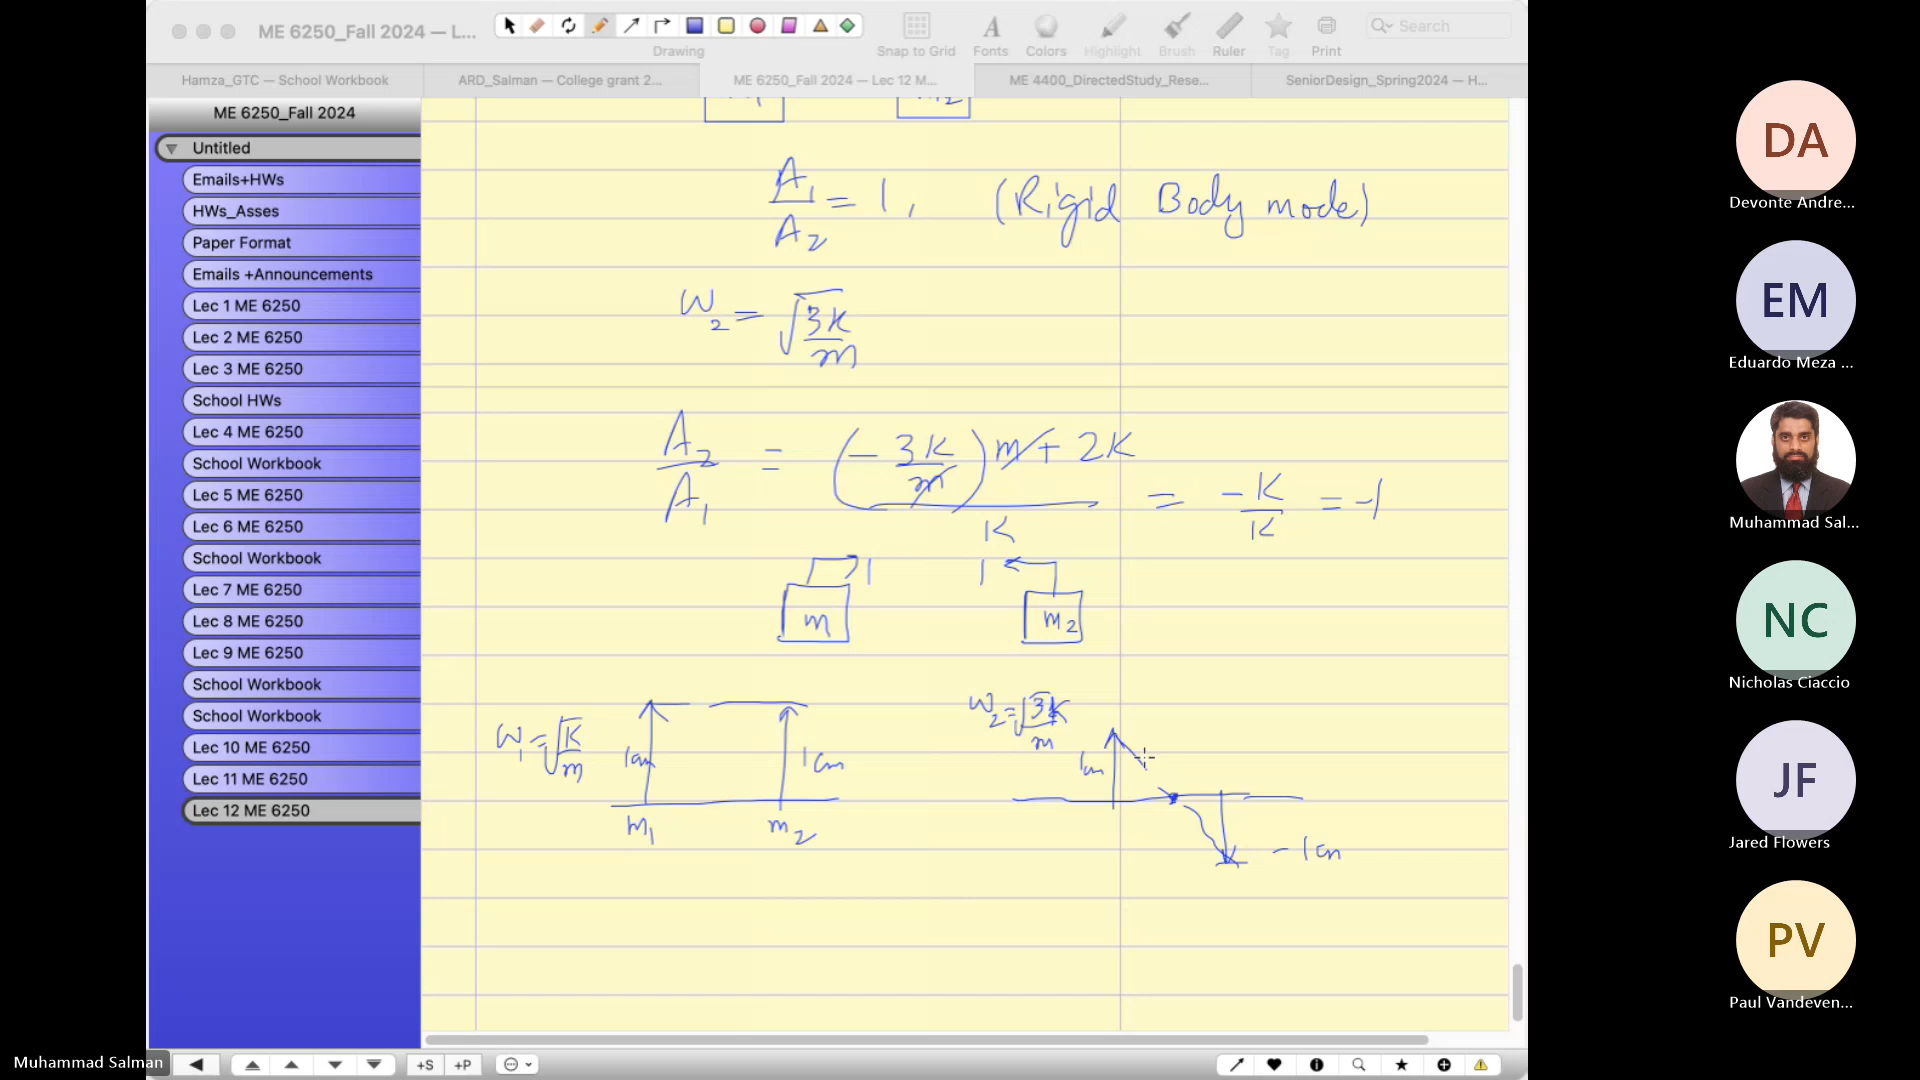 ME 6250_Fall 2024 — L...
Drawing
Snap to Grid
Fonts
Colors
Highlight
Brush
Ruler
Tag
Print
Search
Hamza_GTC — School Workbook
ARD_Salman — College grant 2...
ME 6250_Fall 2024 — Lec 12 M...
ME 4400_DirectedStudy_Rese...
SeniorDesign_Spring2024 — H...
ME 6250_Fall 2024
Untitled
Emails+HWs
HWs_Asses
Paper Format
Emails +Announcements
Lec 1 ME 6250
Lec 2 ME 6250
Lec 3 ME 6250
School HWs
Lec 4 ME 6250
School Workbook
Lec 5 ME 6250
Lec 6 ME 6250
School Workbook
Lec 7 ME 6250
Lec 8 ME 6250
Lec 9 ME 6250
School Workbook
School Workbook
Lec 10 ME 6250
Lec 11 ME 6250
Lec 12 ME 6250
A₁/A₂ = 1, (Rigid Body mode)
W₂ = √(3K/m)
A₂/A₁ = ((-3K/m)m + 2K)/K = -K/K = -1
1 1
m m₂
W₁ = √(K/m) 1cm 1cm
m₁ m₂
W₂ = √(3K/m) 1cm
-1cm
DA
Devonte Andre...
EM
Eduardo Meza ...
Muhammad Sal...
NC
Nicholas Ciaccio
JF
Jared Flowers
PV
Paul Vandeven...
Muhammad Salman
+S
+P